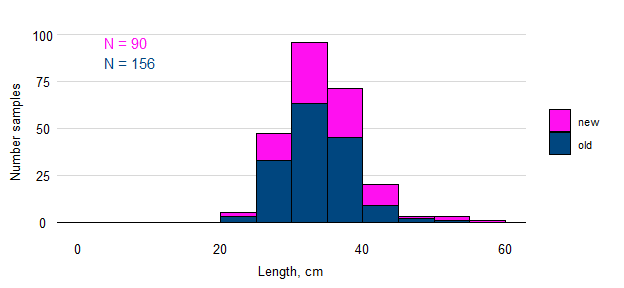 N = 90
N = 156
Number samples
100
75
50
25
0
0 20 40 60
Length, cm
new
old